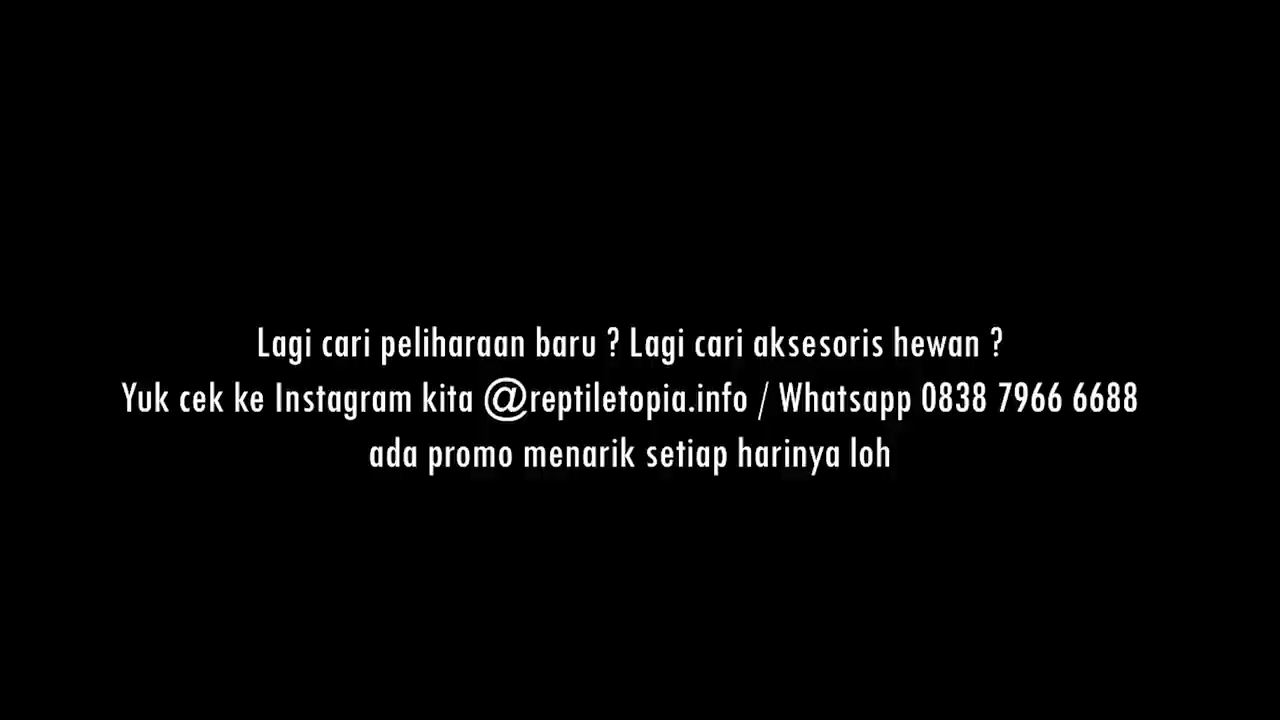 Lagi cari peliharaan baru ? Lagi cari aksesoris hewan ?
Yuk cek ke Instagram kita @reptiletopia.info / Whatsapp 0838 7966 6688
ada promo menarik setiap harinya loh